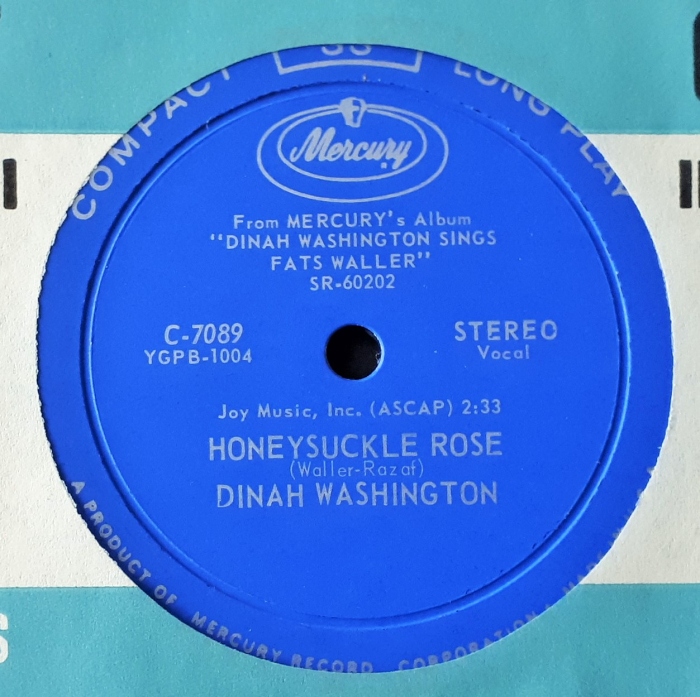 COMPACT 33 LONG PLAY
Mercury
From MERCURY's Album
"DINAH WASHINGTON SINGS
FATS WALLER"
SR-60202
C-7089
YGPB-1004
STEREO
Vocal
Joy Music, Inc. (ASCAP) 2:33
HONEYSUCKLE ROSE
(Waller-Razaf)
DINAH WASHINGTON
A PRODUCT OF MERCURY RECORD CORPORATION